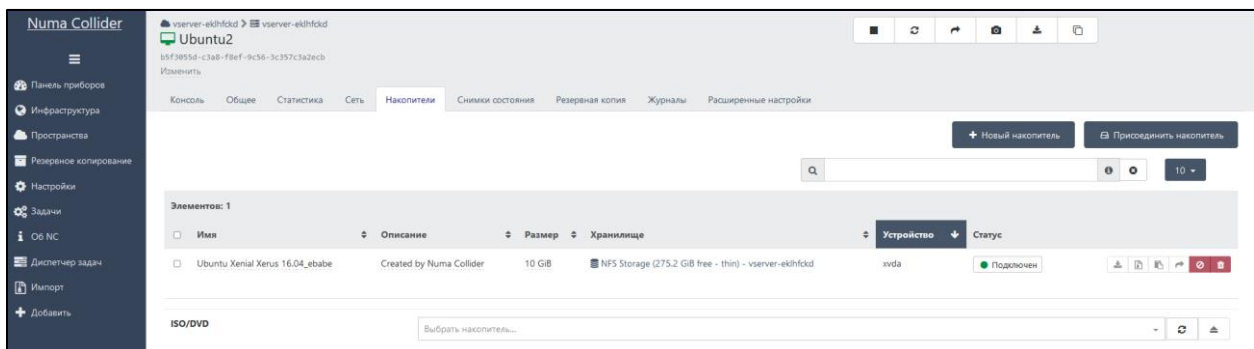 Numa Collider
Панель приборов
Инфраструктура
Пространства
Резервное копирование
Настройки
Задачи
Об NC
Диспетчер задач
Импорт
Добавить
vserver-eklhfckd > vserver-eklhfckd
Ubuntu2
b5f3055d-c3a8-f8ef-9c56-3c357c3a2ecb
Изменить
Консоль Общее Статистика Сеть Накопители Снимки состояния Резервная копия Журналы Расширенные настройки
+ Новый накопитель Присоединить накопитель
10
Элементов: 1
Имя Описание Размер Хранилище Устройство Статус
Ubuntu Xenial Xerus 16.04_ebabe Created by Numa Collider 10 GiB NFS Storage (275.2 GiB free - thin) - vserver-eklhfckd xvda Подключен
ISO/DVD Выбрать накопитель...